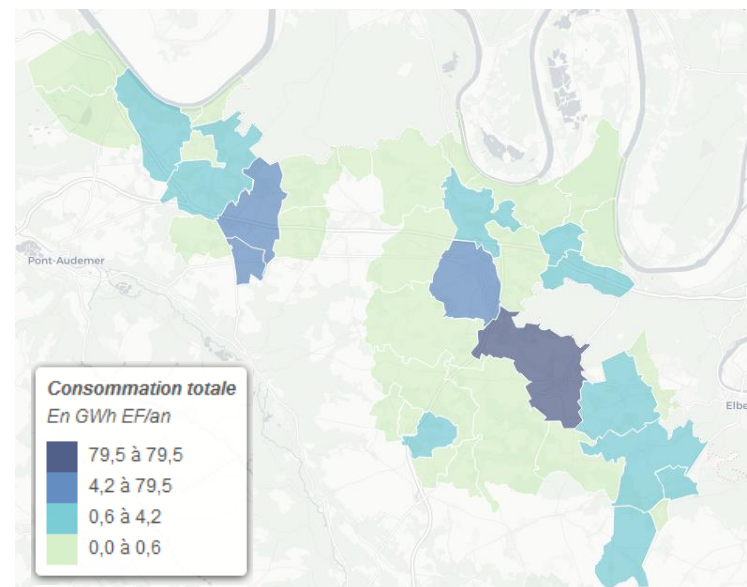 Pont-Audemer
Elbe
Consommation totale
En GWh EF/an
79,5 à 79,5
4,2 à 79,5
0,6 à 4,2
0,0 à 0,6